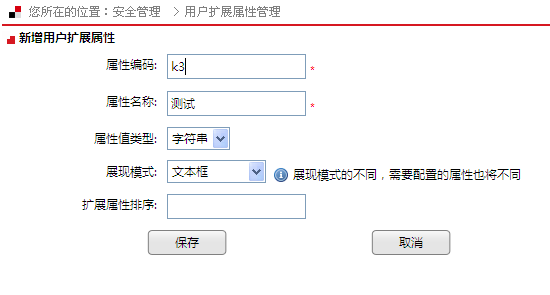 您所在的位置：安全管理 > 用户扩展属性管理
新增用户扩展属性
属性编码: k3 *
属性名称: 测试 *
属性值类型: 字符串
展现模式: 文本框 展现模式的不同，需要配置的属性也将不同
扩展属性排序:
保存 取消